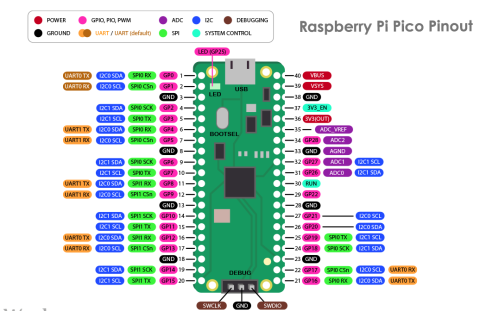 POWER GPIO, PIO, PWM ADC I2C DEBUGGING
GROUND UART / UART (default) SPI SYSTEM CONTROL
Raspberry Pi Pico Pinout
LED (GP25)
USB
LED
BOOTSEL
DEBUG
UART0 TX I2C0 SDA SPI0 RX GP0 1
UART0 RX I2C0 SCL SPI0 CSn GP1 2
GND 3
I2C1 SDA SPI0 SCK GP2 4
I2C1 SCL SPI0 TX GP3 5
UART1 TX I2C0 SDA SPI0 RX GP4 6
UART1 RX I2C0 SCL SPI0 CSn GP5 7
GND 8
I2C1 SDA SPI0 SCK GP6 9
I2C1 SCL SPI0 TX GP7 10
UART1 TX I2C0 SDA SPI1 RX GP8 11
UART1 RX I2C0 SCL SPI1 CSn GP9 12
GND 13
I2C1 SDA SPI1 SCK GP10 14
I2C1 SCL SPI1 TX GP11 15
UART0 TX I2C0 SDA SPI1 RX GP12 16
UART0 RX I2C0 SCL SPI1 CSn GP13 17
GND 18
I2C1 SDA SPI1 SCK GP14 19
I2C1 SCL SPI1 TX GP15 20
40 VBUS
39 VSYS
38 GND
37 3V3_EN
36 3V3(OUT)
35 ADC_VREF
34 GP28 ADC2
33 GND AGND
32 GP27 ADC1 I2C1 SCL
31 GP26 ADC0 I2C1 SDA
30 RUN
29 GP22
28 GND
27 GP21 I2C0 SCL
26 GP20 I2C0 SDA
25 GP19 SPI0 TX I2C1 SCL
24 GP18 SPI0 SCK I2C1 SDA
23 GND
22 GP17 SPI0 CSn I2C0 SCL UART0 RX
21 GP16 SPI0 RX I2C0 SDA UART0 TX
SWCLK GND SWDIO